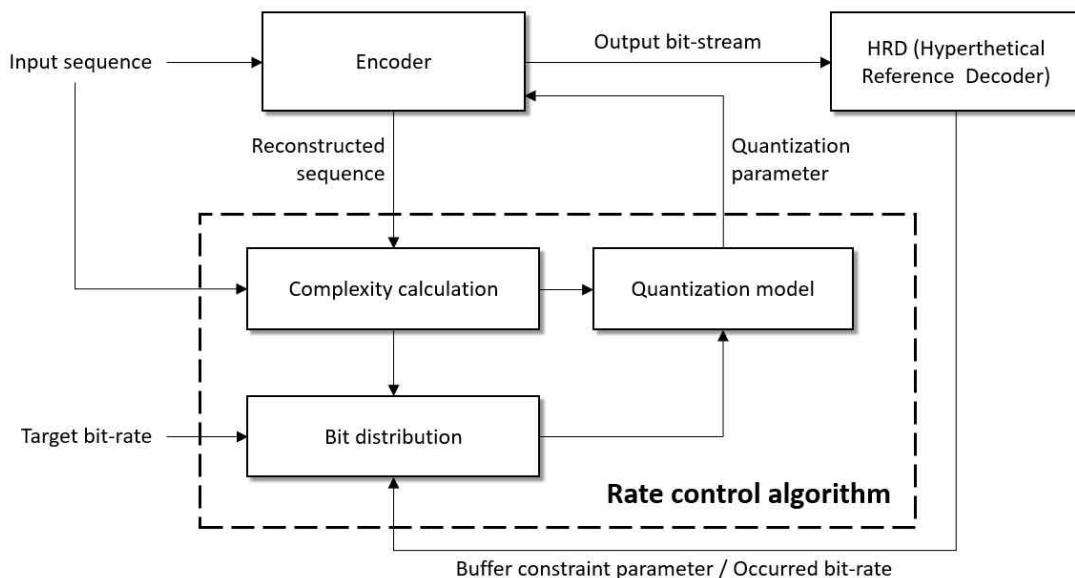 Input sequence
Encoder
Output bit-stream
HRD (Hyperthetical
Reference Decoder)
Reconstructed
sequence
Quantization
parameter
Complexity calculation
Quantization model
Target bit-rate
Bit distribution
Rate control algorithm
Buffer constraint parameter / Occurred bit-rate